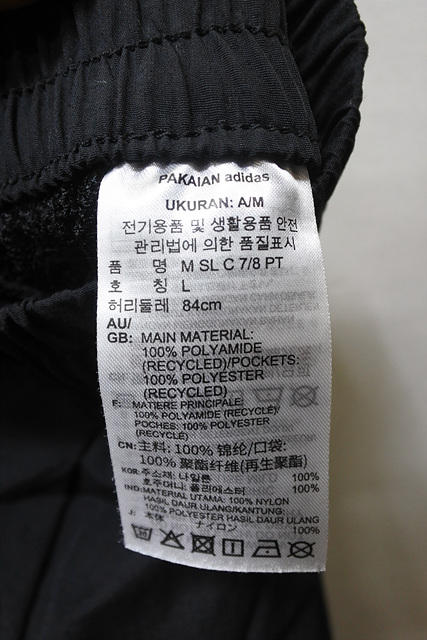 PAKAIAN adidas
UKURAN: A/M
전기용품 및 생활용품 안전
관리법에 의한 품질표시
품 명 M SL C 7/8 PT
호 칭 L
허리둘레 84cm
AU/
GB: MAIN MATERIAL:
100% POLYAMIDE
(RECYCLED)/POCKETS:
100% POLYESTER
(RECYCLED)
F: MATIERE PRINCIPALE:
100% POLYAMIDE (RECYCLE)/
POCHES: 100% POLYESTER
(RECYCLE)
CN: 主料: 100% 锦纶/口袋:
100% 聚酯纤维(再生聚酯)
KOR: 주소재: 나일론 100%
호주머니: 폴리에스터 100%
IND: MATERIAL UTAMA: 100% NYLON
HASIL DAUR ULANG/KANTUNG:
100% POLYESTER HASIL DAUR ULANG
J: 本体
ナイロン 100%